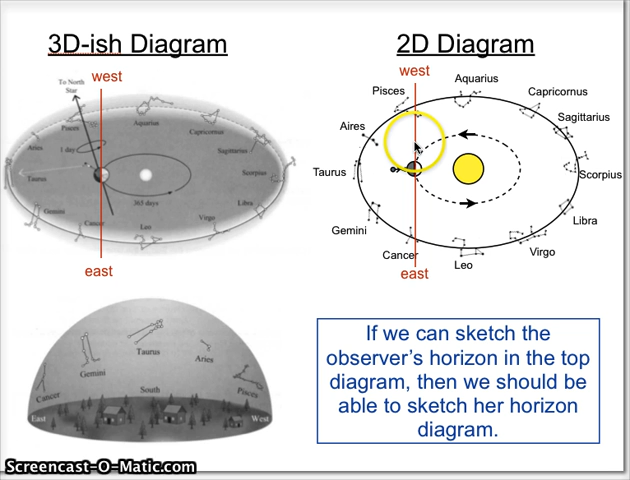 3D-ish Diagram
2D Diagram
west
To North
Star
Pisces
Aquarius
Capricornus
Aries
Sagittarius
1 day
Taurus
Scorpius
365 days
Gemini
Libra
Cancer
Virgo
Leo
east
west
Pisces
Aquarius
Capricornus
Aires
Sagittarius
Taurus
Scorpius
Gemini
Libra
Cancer
Virgo
Leo
east
Taurus
Aries
Gemini
Cancer
Pisces
South
East
West
If we can sketch the
observer's horizon in the top
diagram, then we should be
able to sketch her horizon
diagram.
Screencast-O-Matic.com